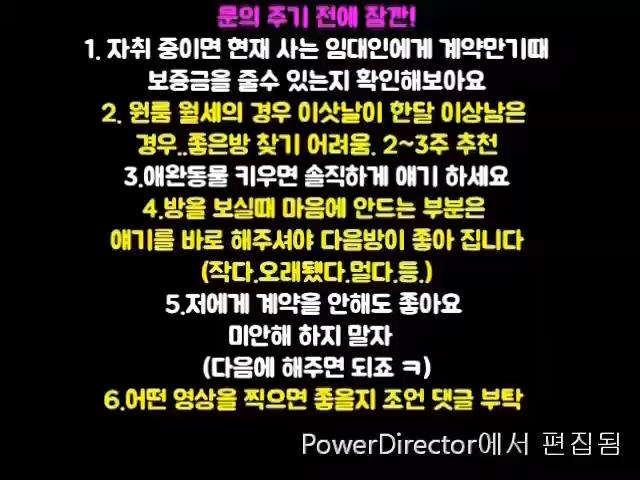 문의 주기 전에 잠깐!
1. 자취 중이면 현재 사는 임대인에게 계약만기때
보증금을 줄수 있는지 확인해보아요
2. 원룸 월세의 경우 이삿날이 한달 이상남은
경우..좋은방 찾기 어려움. 2~3주 추천
3.애완동물 키우면 솔직하게 얘기 하세요
4.방을 보실때 마음에 안드는 부분은
얘기를 바로 해주셔야 다음방이 좋아 집니다
(작다.오래됐다.멀다.등.)
5.저에게 계약을 안해도 좋아요
미안해 하지 말자
(다음에 해주면 되죠 ㅋ)
6.어떤 영상을 찍으면 좋을지 조언 댓글 부탁
PowerDirector에서 편집됨